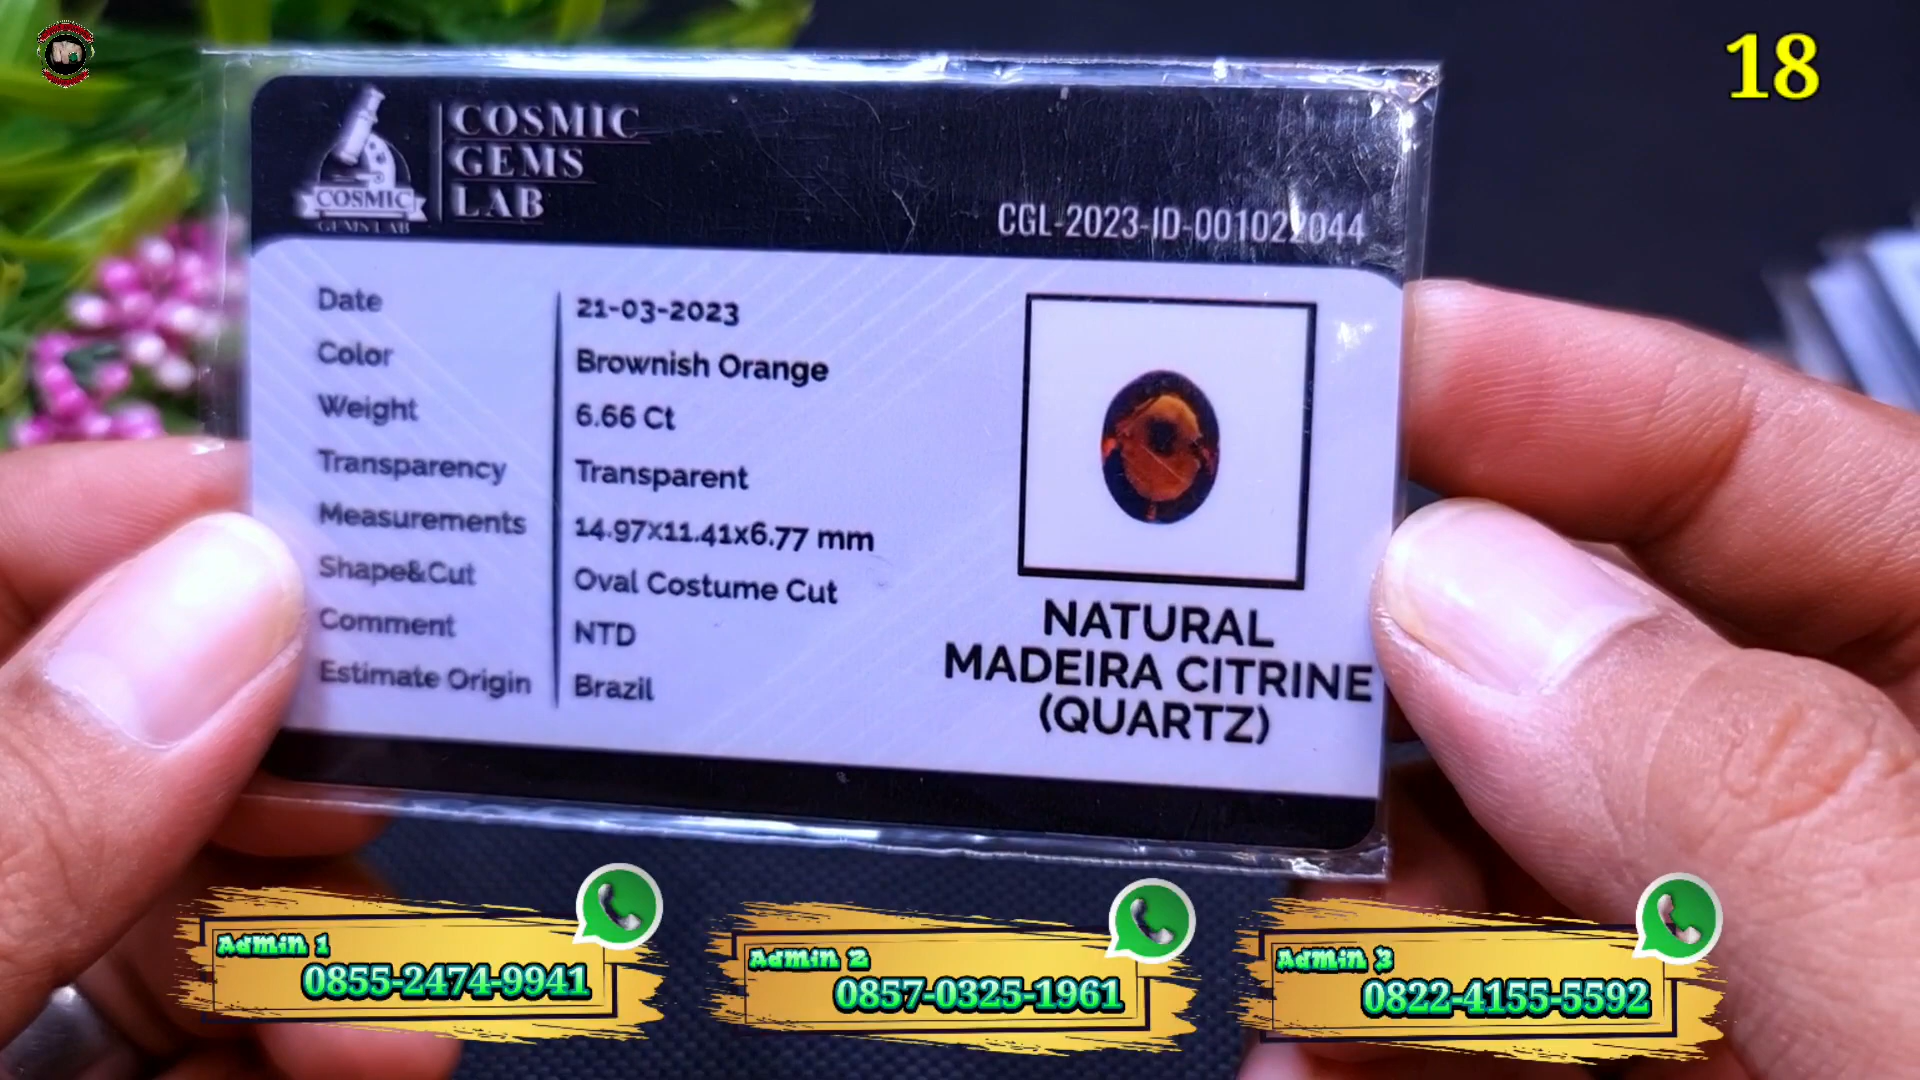 18
COSMIC
GEMS
LAB
COSMIC
GEMS LAB
CGL-2023-ID-001022044
Date 21-03-2023
Color Brownish Orange
Weight 6.66 Ct
Transparency Transparent
Measurements 14.97x11.41x6.77 mm
Shape&Cut Oval Costume Cut
Comment NTD
Estimate Origin Brazil
NATURAL
MADEIRA CITRINE
(QUARTZ)
Admin 1
0855-2474-9941
Admin 2
0857-0325-1961
Admin 3
0822-4155-5592